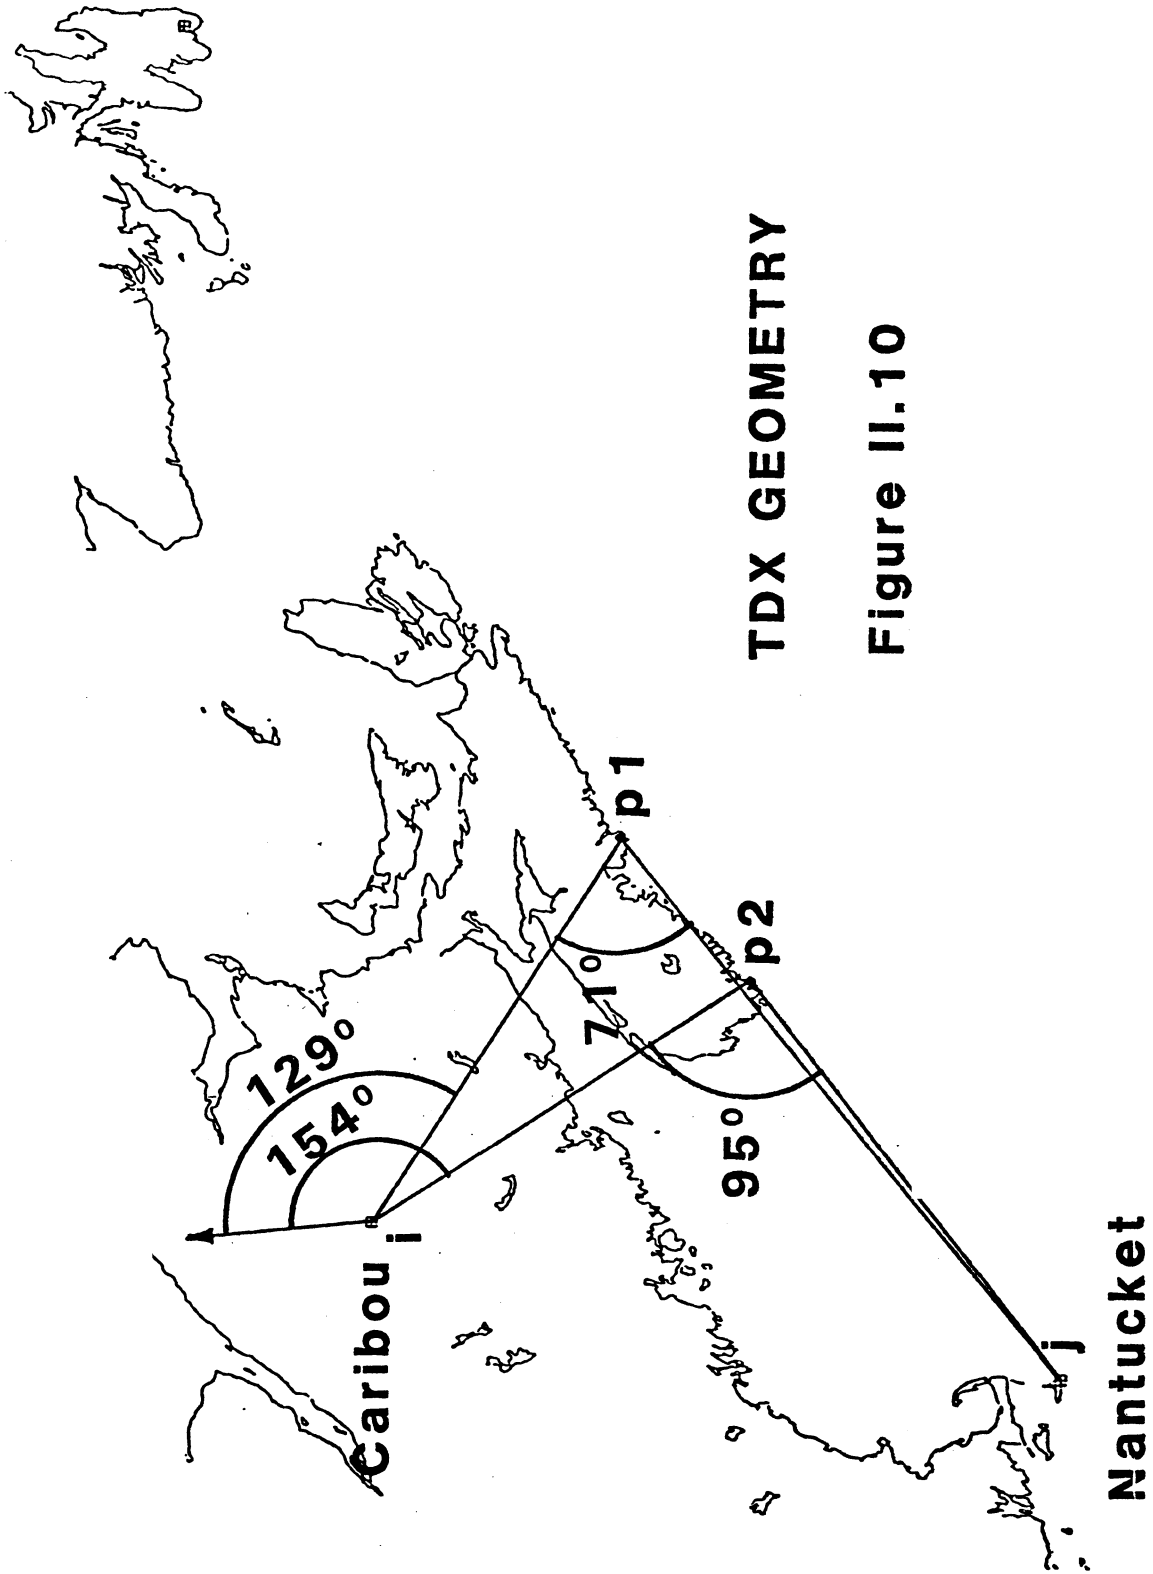 129°
154°
Caribou
i
71°
p1
p2
95°
j
Nantucket
TDX GEOMETRY
Figure II.10